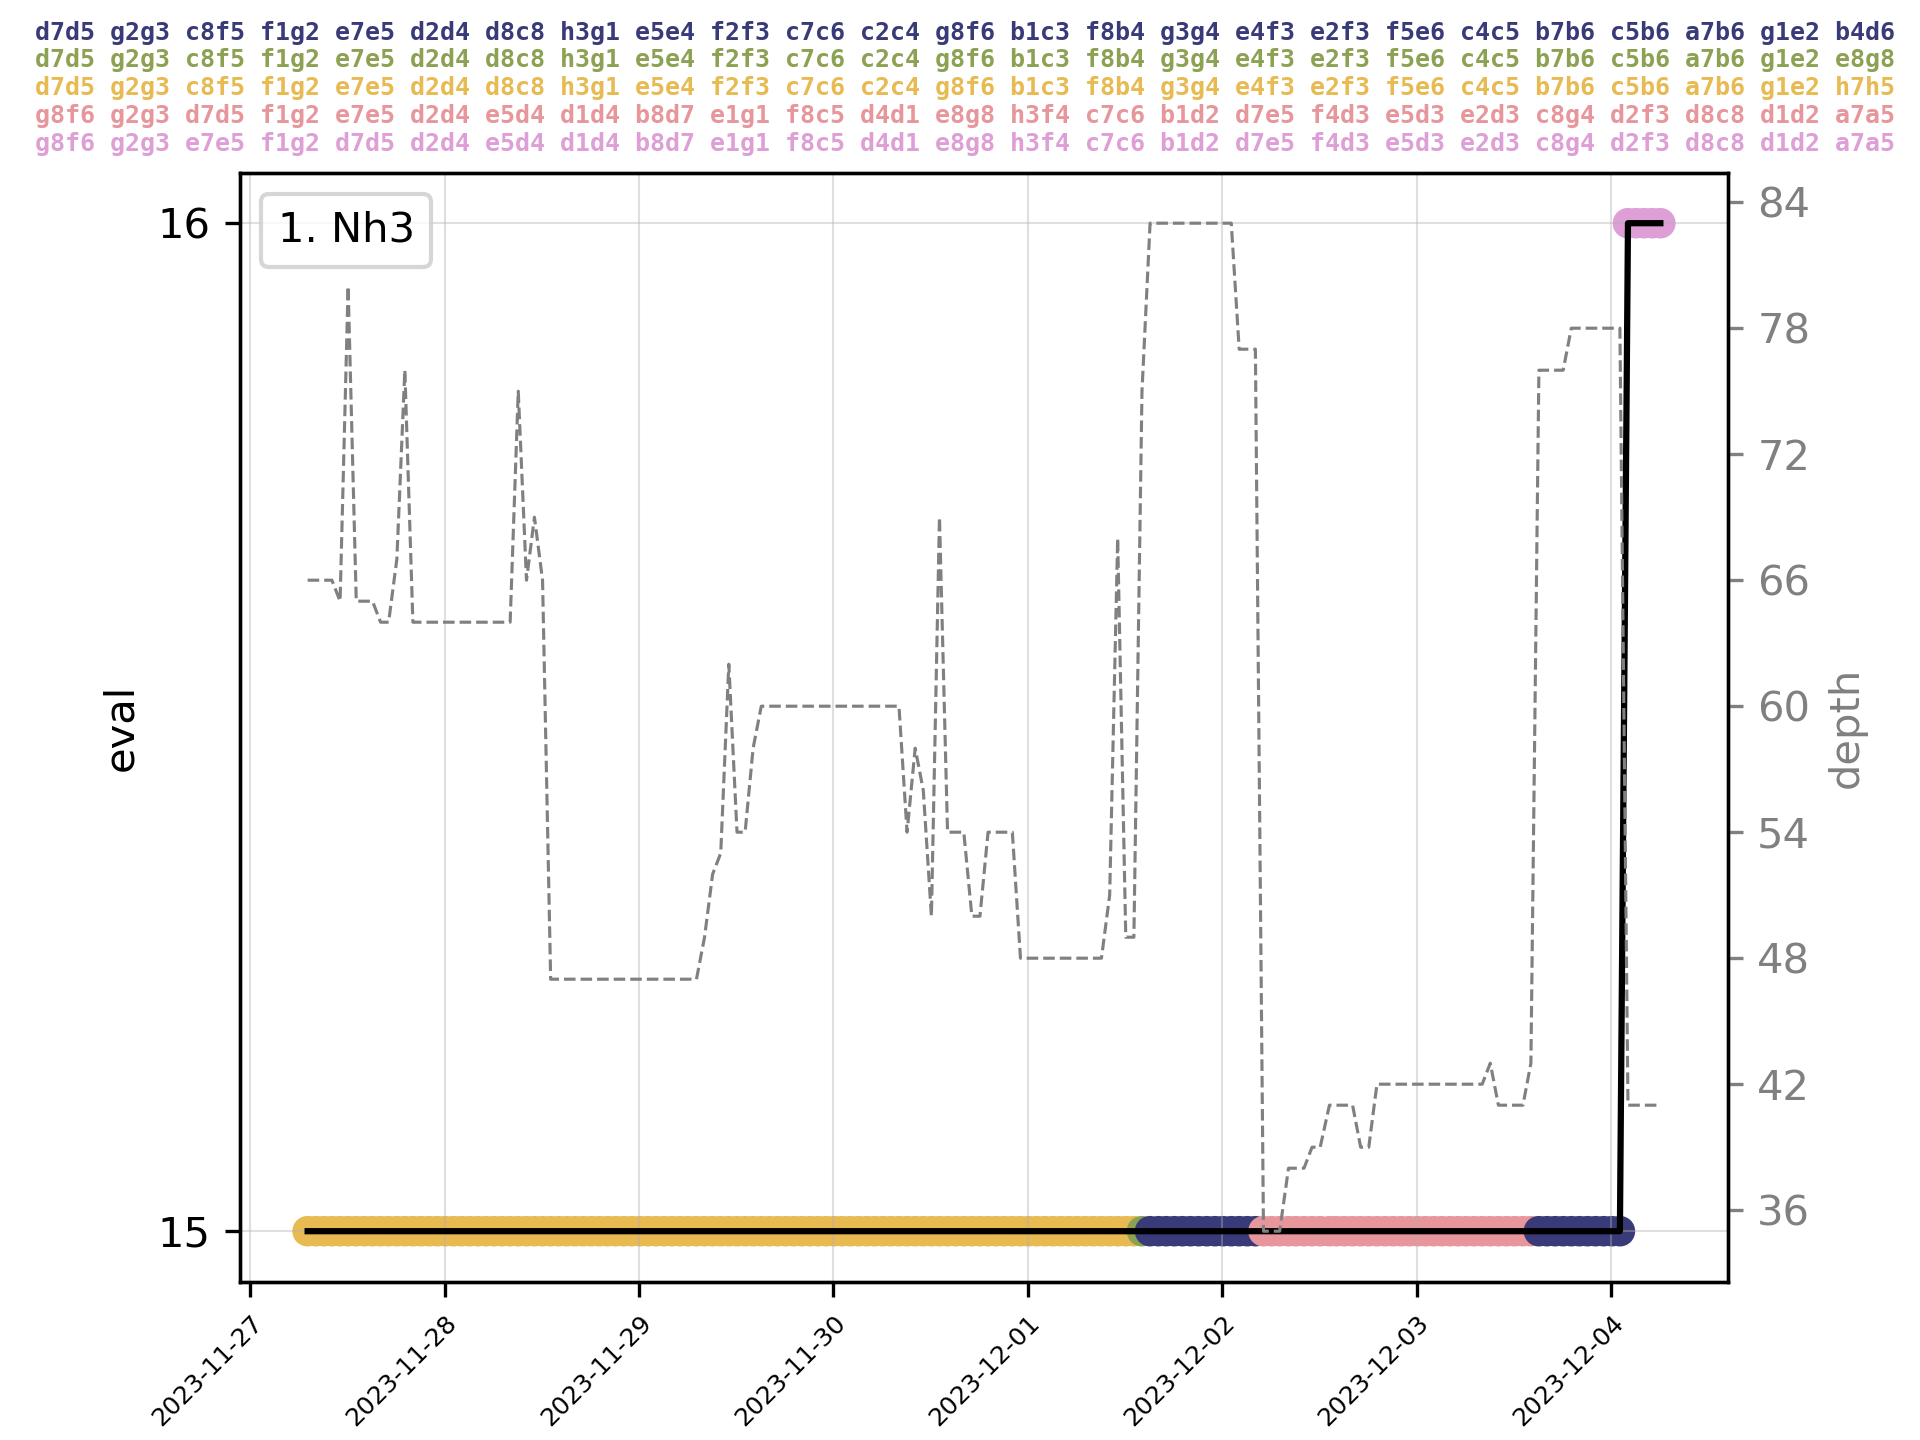 d7d5 g2g3 c8f5 f1g2 e7e5 d2d4 d8c8 h3g1 e5e4 f2f3 c7c6 c2c4 g8f6 b1c3 f8b4 g3g4 e4f3 e2f3 f5e6 c4c5 b7b6 c5b6 a7b6 g1e2 b4d6
d7d5 g2g3 c8f5 f1g2 e7e5 d2d4 d8c8 h3g1 e5e4 f2f3 c7c6 c2c4 g8f6 b1c3 f8b4 g3g4 e4f3 e2f3 f5e6 c4c5 b7b6 c5b6 a7b6 g1e2 e8g8
d7d5 g2g3 c8f5 f1g2 e7e5 d2d4 d8c8 h3g1 e5e4 f2f3 c7c6 c2c4 g8f6 b1c3 f8b4 g3g4 e4f3 e2f3 f5e6 c4c5 b7b6 c5b6 a7b6 g1e2 h7h5
g8f6 g2g3 d7d5 f1g2 e7e5 d2d4 e5d4 d1d4 b8d7 e1g1 f8c5 d4d1 e8g8 h3f4 c7c6 b1d2 d7e5 f4d3 e5d3 e2d3 c8g4 d2f3 d8c8 d1d2 a7a5
g8f6 g2g3 e7e5 f1g2 d7d5 d2d4 e5d4 d1d4 b8d7 e1g1 f8c5 d4d1 e8g8 h3f4 c7c6 b1d2 d7e5 f4d3 e5d3 e2d3 c8g4 d2f3 d8c8 d1d2 a7a5
1. Nh3
16
15
eval
84
78
72
66
60
54
48
42
36
depth
2023-11-27
2023-11-28
2023-11-29
2023-11-30
2023-12-01
2023-12-02
2023-12-03
2023-12-04